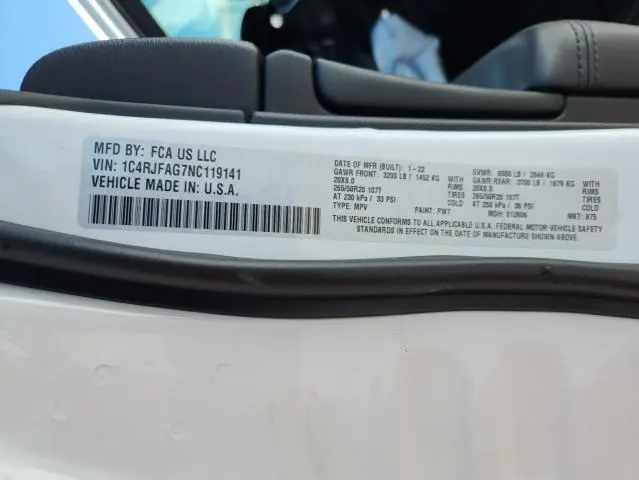 MFD BY: FCA US LLC
VIN: 1C4RJFAG7NC119141
VEHICLE MADE IN U.S.A.
DATE OF MFR (BUILT): 1-22
GAWR FRONT: 3200 LB / 1452 KG
20X8.0
265/50R20 107T
AT 230 kPa / 33 PSI
TYPE: MPV
PAINT: PW7
WITH
RIMS
TIRES
COLD
GVWR: 6500 LB / 2949 KG
GAWR REAR: 3700 LB / 1679 KG
20X8.0
265/50R20 107T
AT 250 kPa / 36 PSI
MDH: 012606
WITH
RIMS
TIRES
COLD
MKT: 875
THIS VEHICLE CONFORMS TO ALL APPLICABLE U.S.A. FEDERAL MOTOR VEHICLE SAFETY
STANDARDS IN EFFECT ON THE DATE OF MANUFACTURE SHOWN ABOVE.